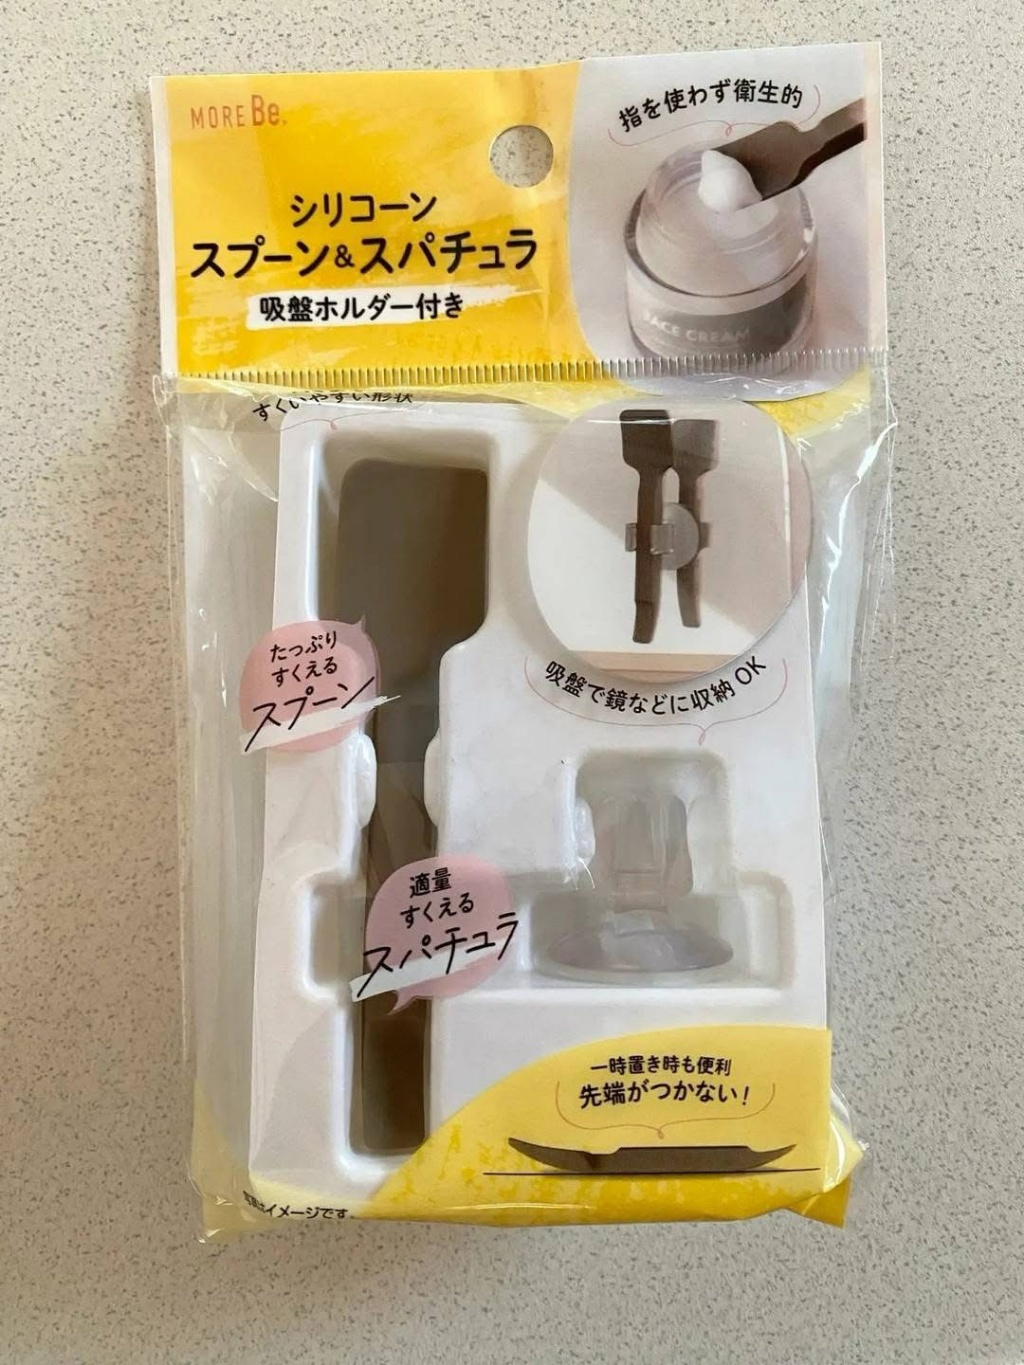 MORE Be.
シリコーン
スプーン&スパチュラ
吸盤ホルダー付き
指を使わず衛生的
FACE CREAM
すくいやすい形状
吸盤で鏡などに収納OK
たっぷり
すくえる
スプーン
適量
すくえる
スパチュラ
一時置き時も便利
先端がつかない!
イメージです。